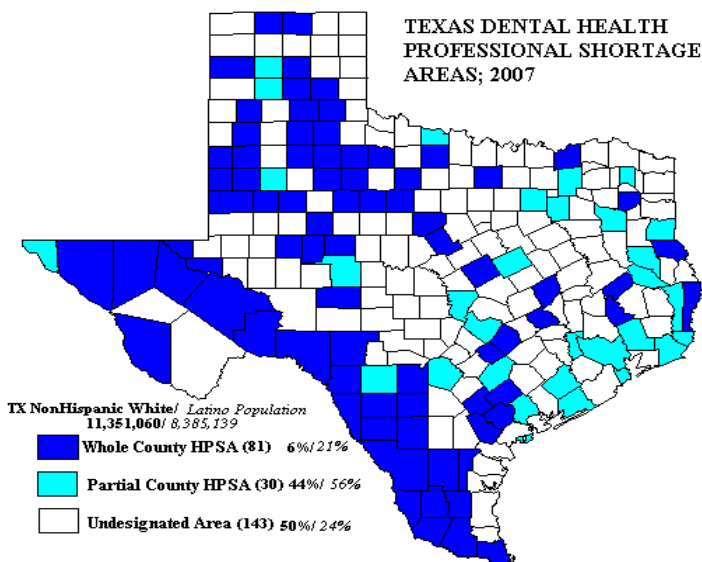 TEXAS DENTAL HEALTH
PROFESSIONAL SHORTAGE
AREAS; 2007
TX NonHispanic White/ Latino Population
11,351,060/ 8,385,139
Whole County HPSA (81) 6%/ 21%
Partial County HPSA (30) 44%/ 56%
Undesignated Area (143) 50%/ 24%